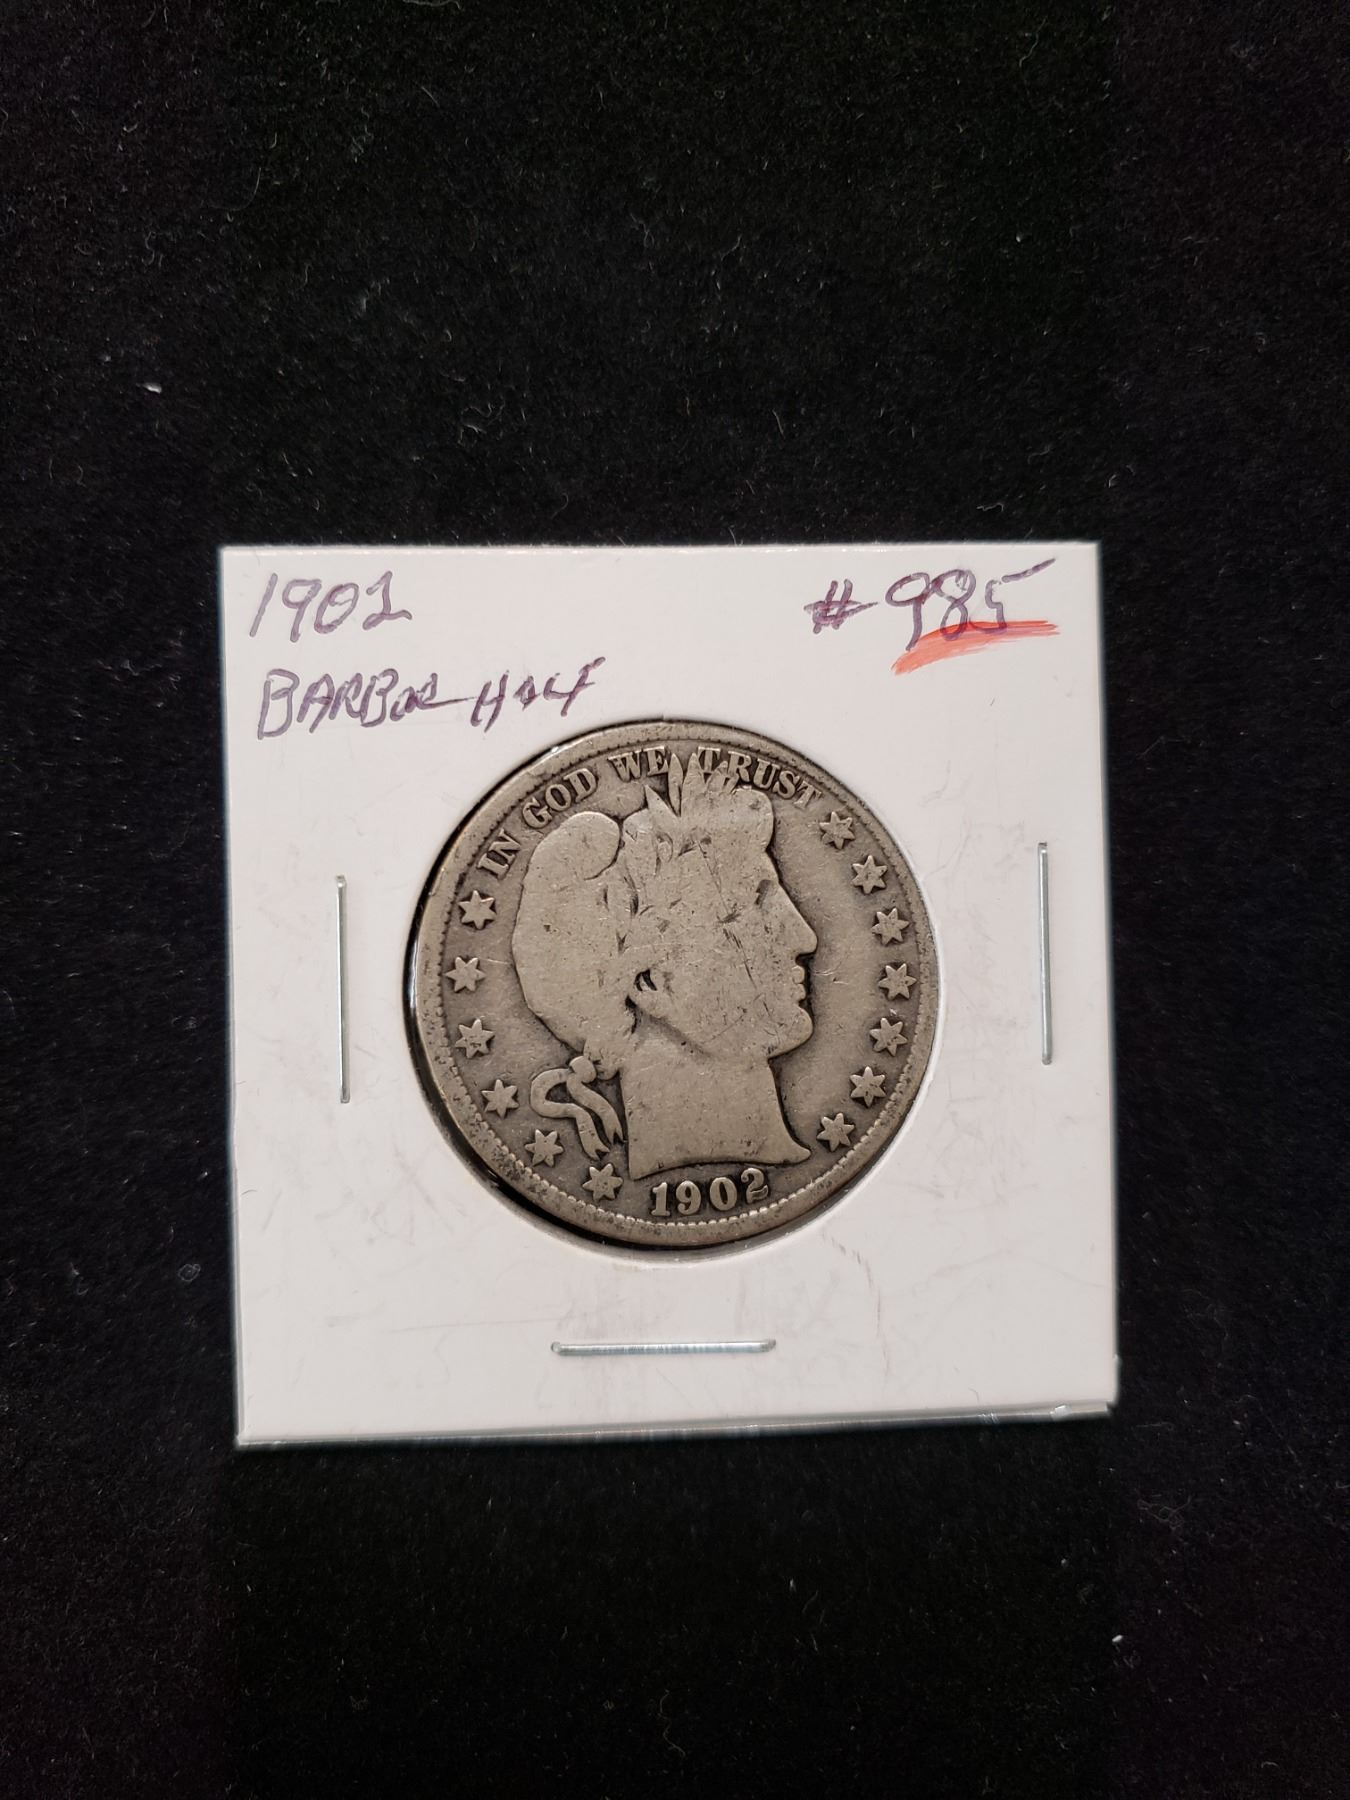 1902 # 985
BARBOR HALF
IN GOD WE TRUST
1902